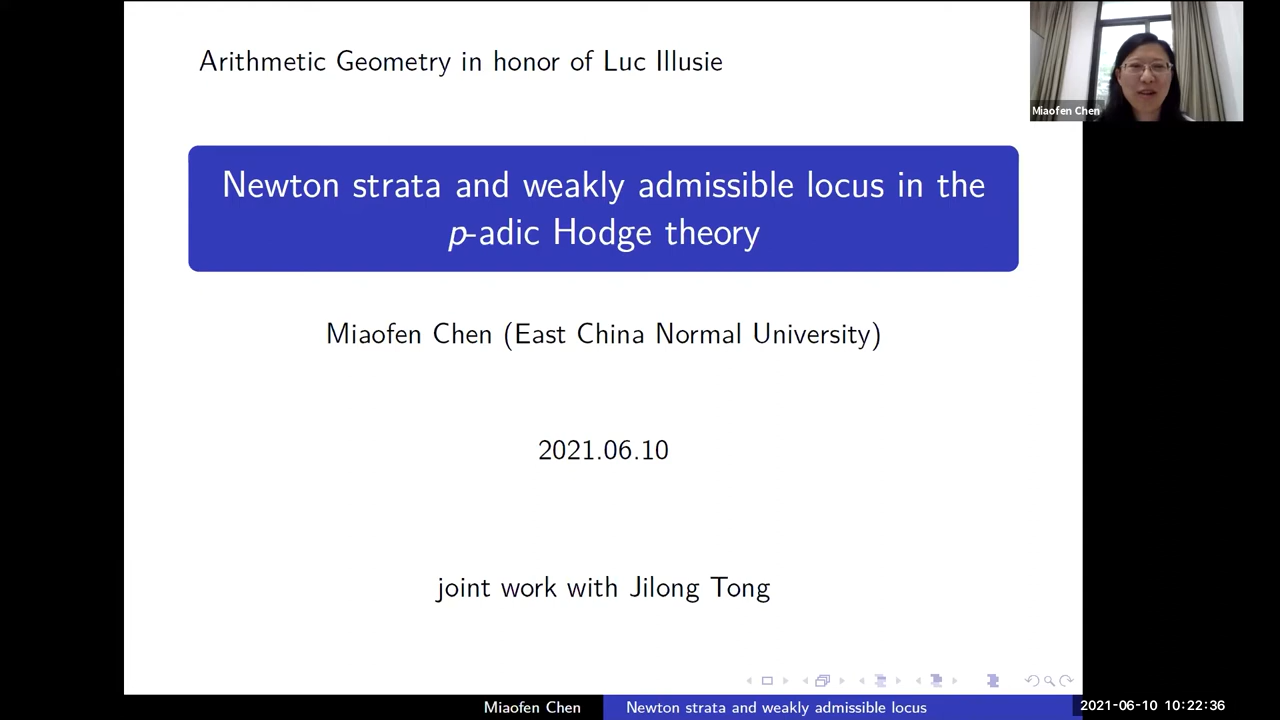 Arithmetic Geometry in honor of Luc Illusie
Miaofen Chen
Newton strata and weakly admissible locus in the
p-adic Hodge theory
Miaofen Chen (East China Normal University)
2021.06.10
joint work with Jilong Tong
Miaofen Chen
Newton strata and weakly admissible locus
2021-06-10 10:22:36